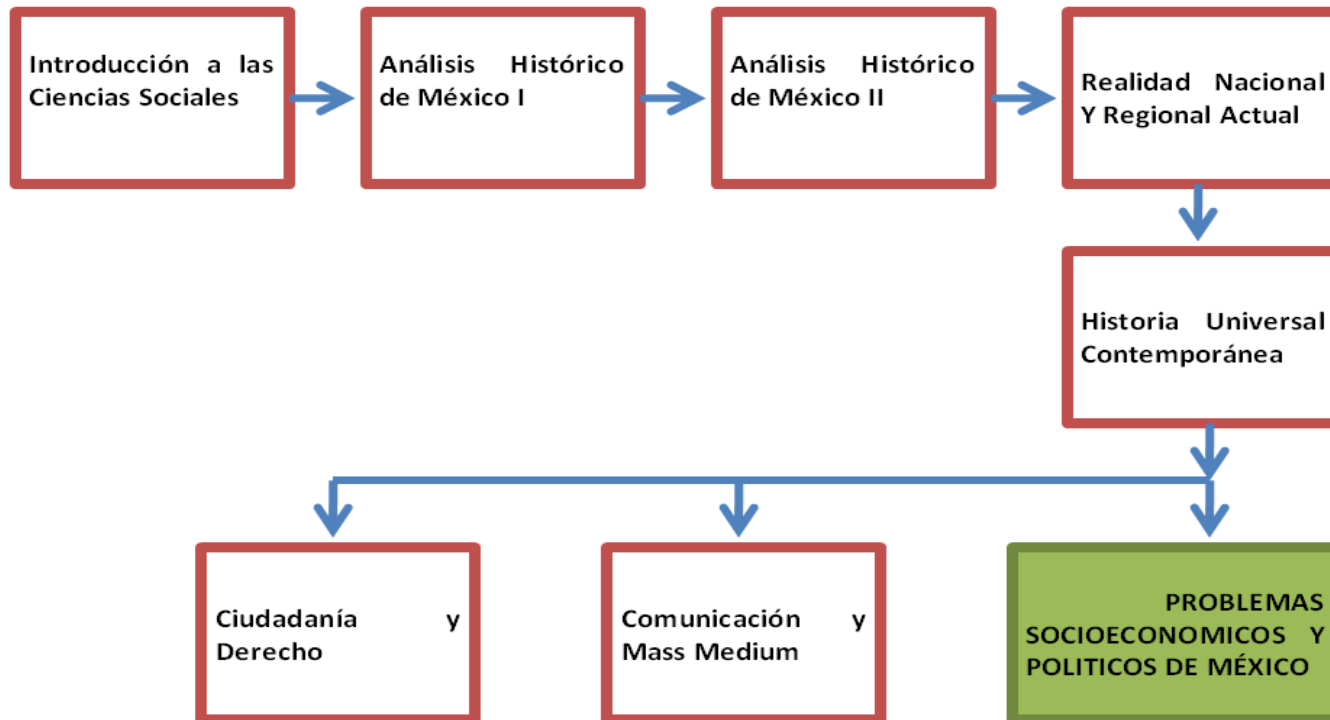 Introducción a las
Ciencias Sociales
Análisis Histórico
de México I
Análisis Histórico
de México II
Realidad Nacional
Y Regional Actual
Historia Universal
Contemporánea
Ciudadanía y
Derecho
Comunicación y
Mass Medium
PROBLEMAS
SOCIOECONOMICOS Y
POLITICOS DE MÉXICO